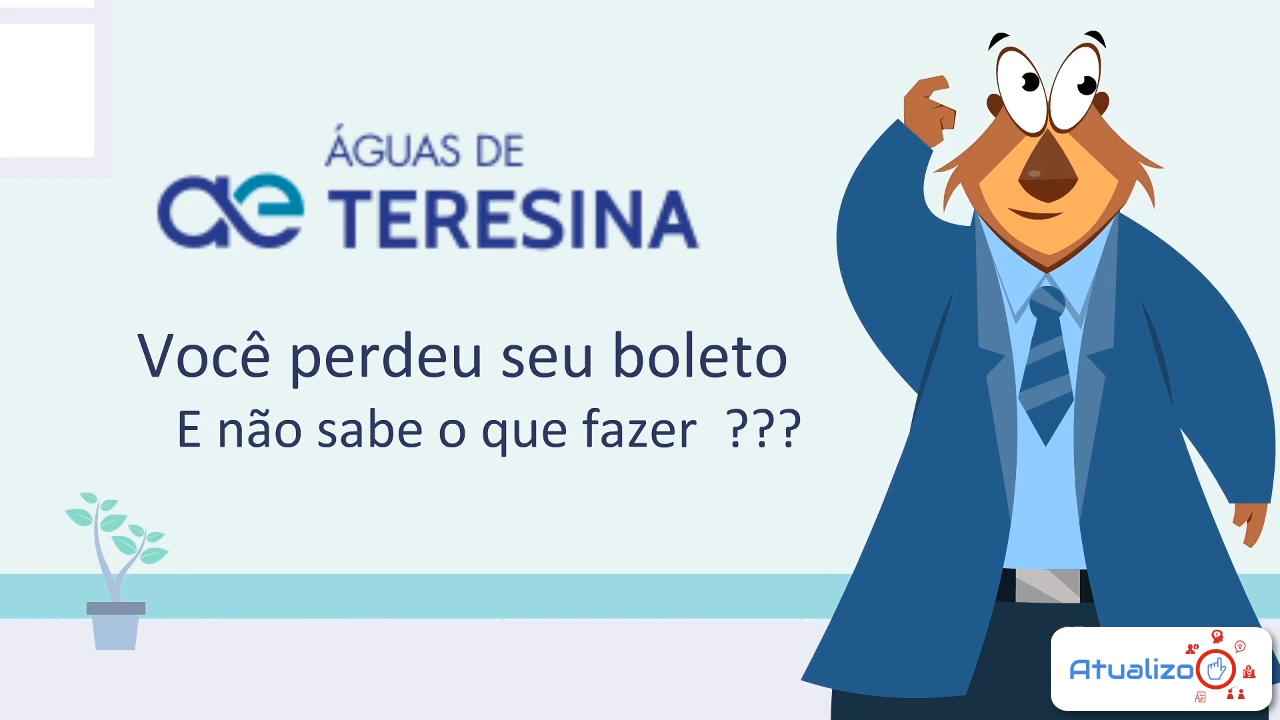 ÁGUAS DE
ae TERESINA
Você perdeu seu boleto
E não sabe o que fazer ???
Atualizo